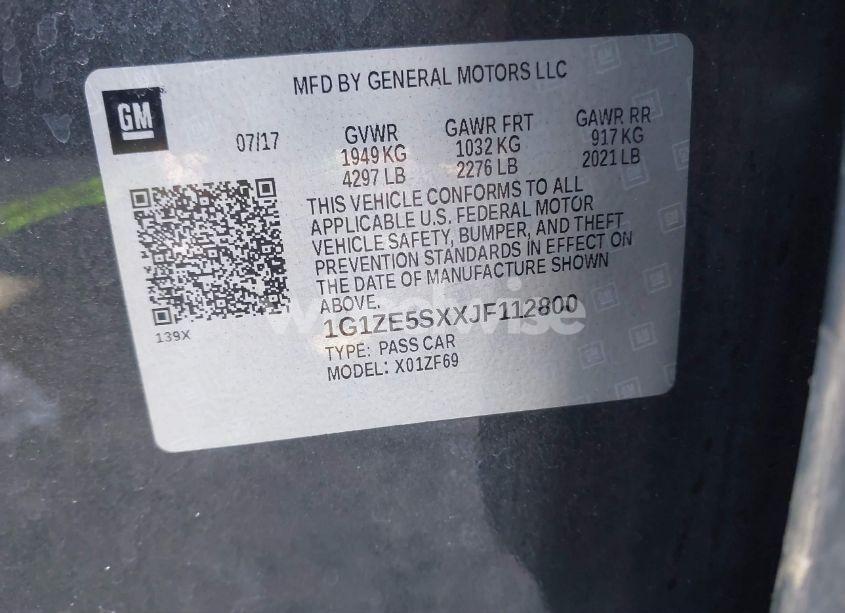 MFD BY GENERAL MOTORS LLC
GM
07/17
GVWR
1949 KG
4297 LB
GAWR FRT
1032 KG
2276 LB
GAWR RR
917 KG
2021 LB
THIS VEHICLE CONFORMS TO ALL
APPLICABLE U.S. FEDERAL MOTOR
VEHICLE SAFETY, BUMPER, AND THEFT
PREVENTION STANDARDS IN EFFECT ON
THE DATE OF MANUFACTURE SHOWN
ABOVE.
1G1ZE5SXXJF112800
TYPE: PASS CAR
MODEL: X01ZF69
139X